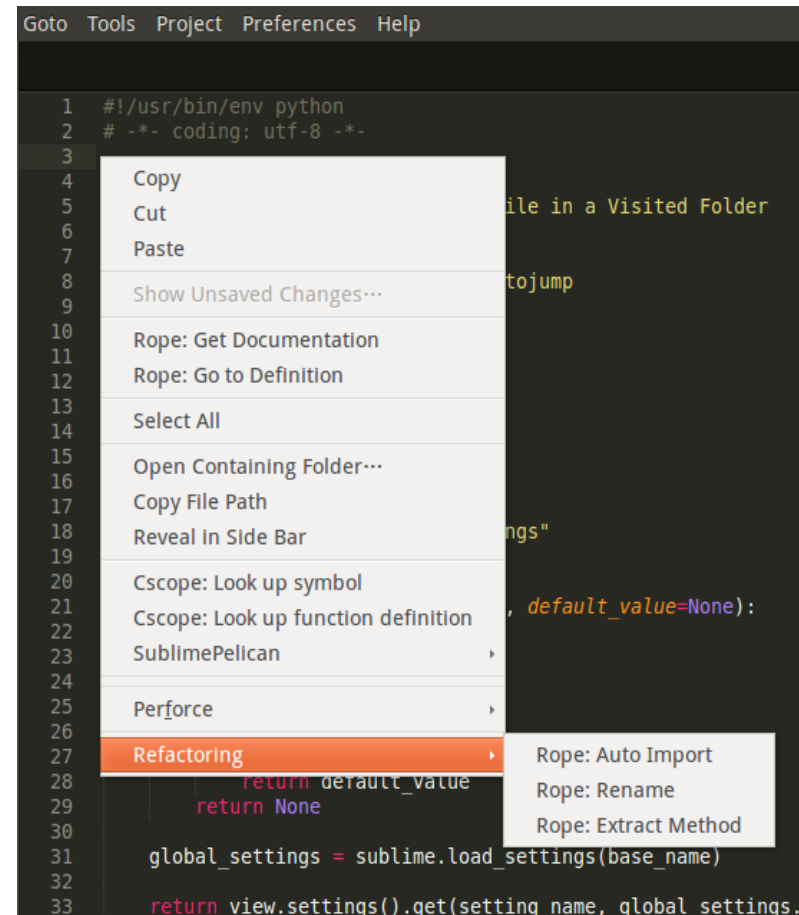 Goto Tools Project Preferences Help
1 #!/usr/bin/env python
2 # -*- coding: utf-8 -*-
3
4
5 ile in a Visited Folder
6
7
8 tojump
9
10
11
12
13
14
15
16
17
18 ngs"
19
20
21 , default_value=None):
22
23
24
25
26
27
28 return default_value
29 return None
30
31 global_settings = sublime.load_settings(base_name)
32
33 return view.settings().get(setting_name, global_settings.
Copy
Cut
Paste
Show Unsaved Changes...
Rope: Get Documentation
Rope: Go to Definition
Select All
Open Containing Folder...
Copy File Path
Reveal in Side Bar
Cscope: Look up symbol
Cscope: Look up function definition
SublimePelican
Perforce
Refactoring
Rope: Auto Import
Rope: Rename
Rope: Extract Method